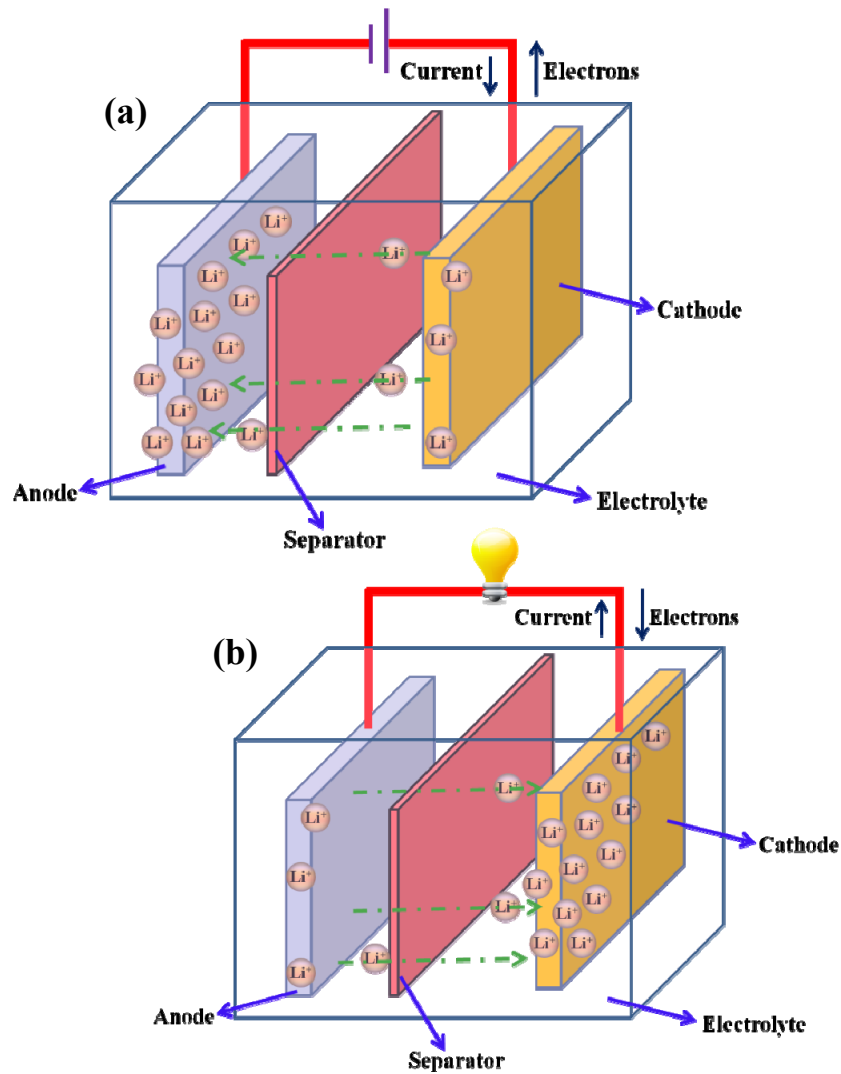 Current
Electrons
(a)
Li⁺
Li⁺
Li⁺
Li⁺
Li⁺
Li⁺
Li⁺
Cathode
Li⁺
Li⁺
Li⁺
Li⁺
Li⁺
Li⁺
Li⁺
Li⁺
Li⁺
Li⁺
Li⁺
Li⁺
Anode
Electrolyte
Separator
Current
Electrons
(b)
Li⁺
Li⁺
Li⁺
Li⁺
Li⁺
Li⁺
Li⁺
Li⁺
Li⁺
Cathode
Li⁺
Li⁺
Li⁺
Li⁺
Li⁺
Li⁺
Li⁺
Li⁺
Li⁺
Anode
Electrolyte
Separator